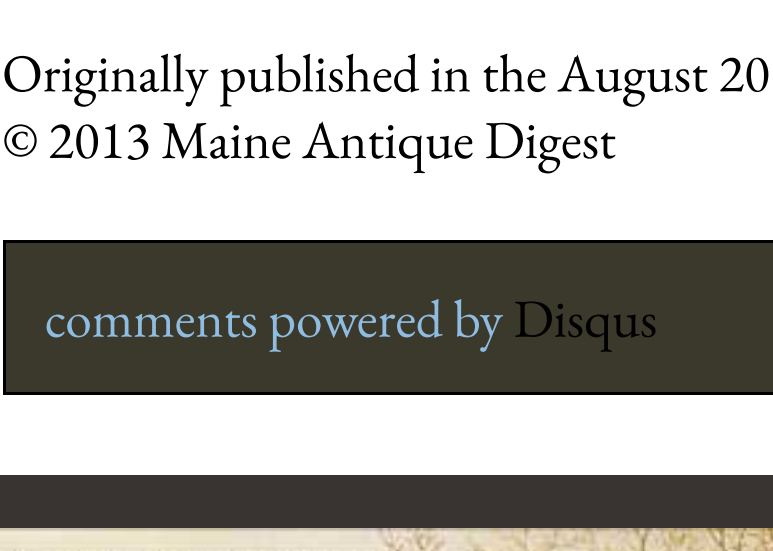 Originally published in the August 20
© 2013 Maine Antique Digest
comments powered by Disqus